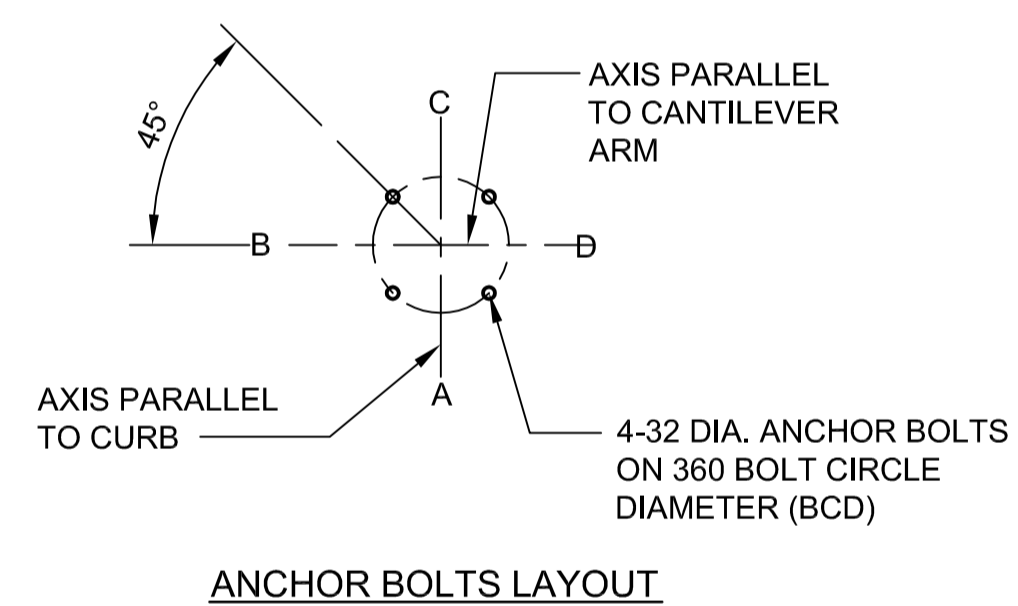 AXIS PARALLEL
TO CANTILEVER
ARM
C
45°
B
D
A
AXIS PARALLEL
TO CURB
4-32 DIA. ANCHOR BOLTS
ON 360 BOLT CIRCLE
DIAMETER (BCD)
ANCHOR BOLTS LAYOUT